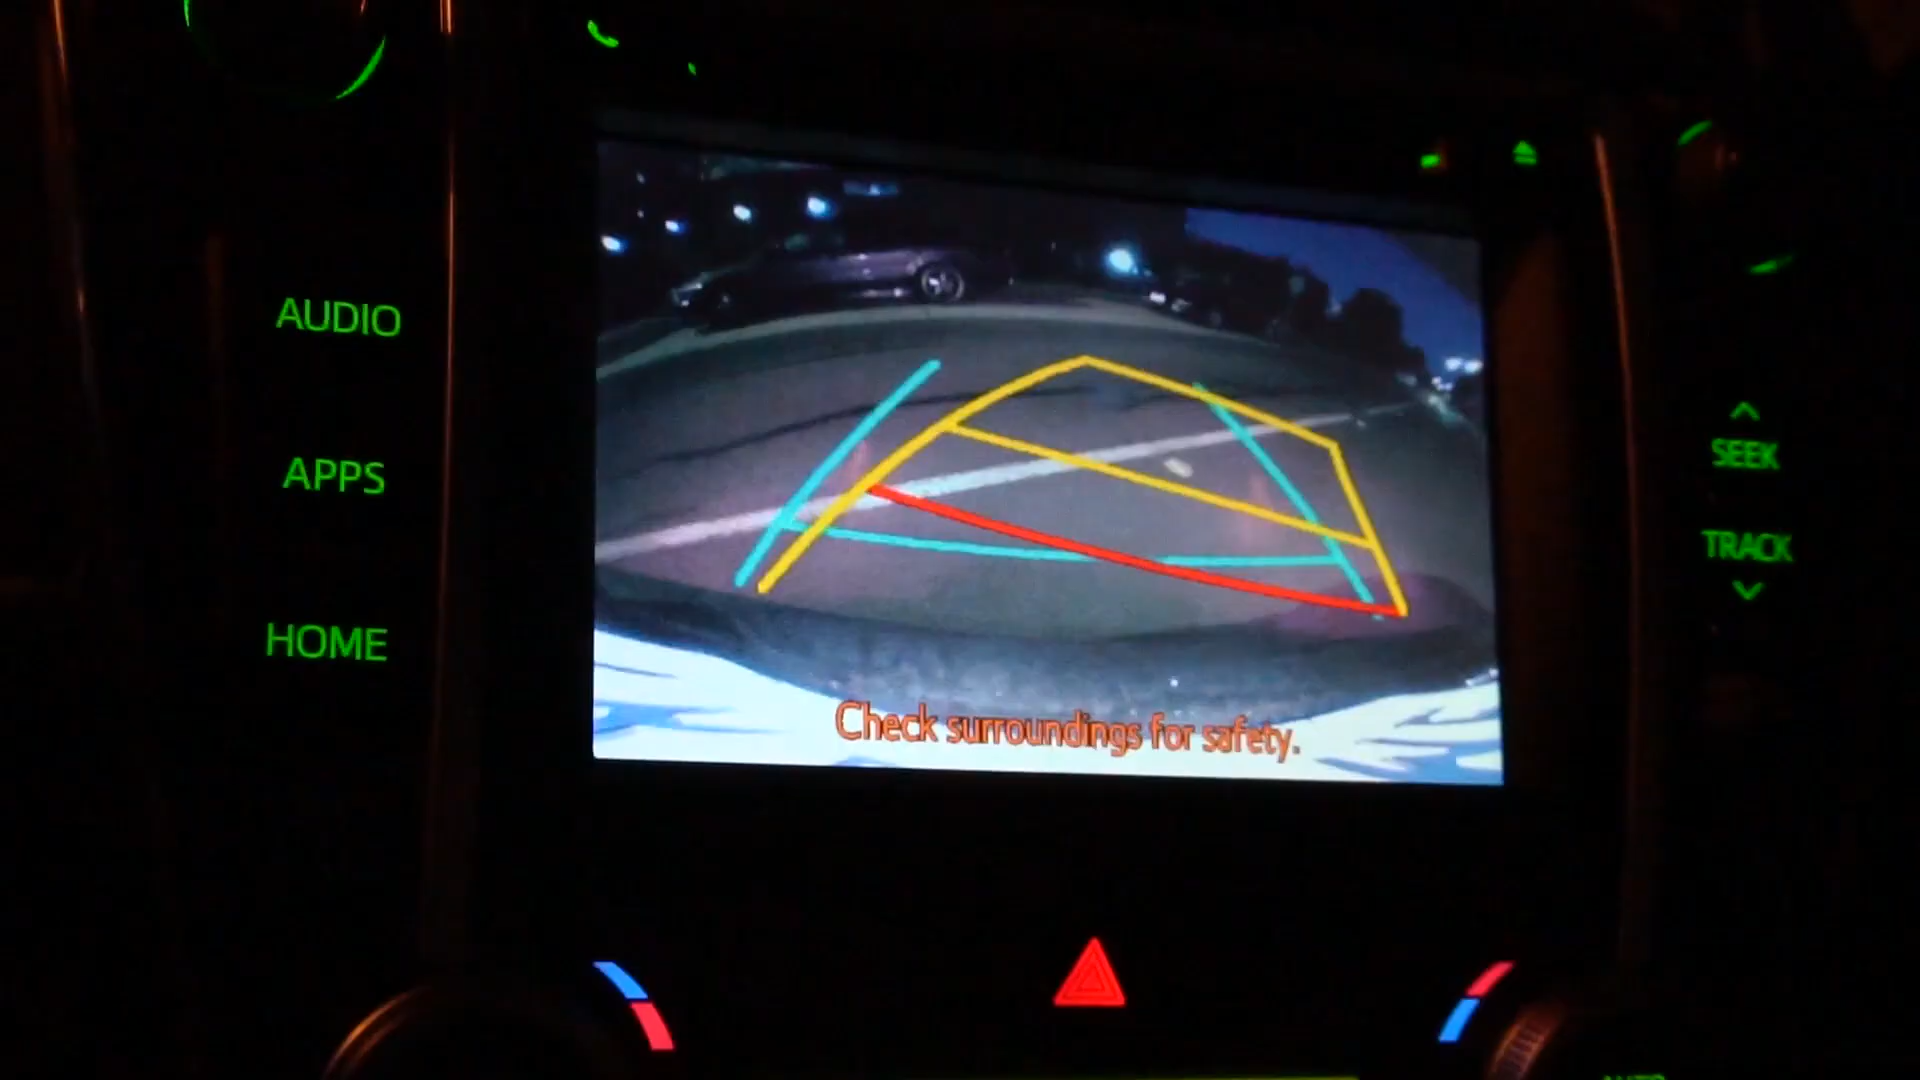 AUDIO
APPS
HOME
SEEK
TRACK
Check surroundings for safety.